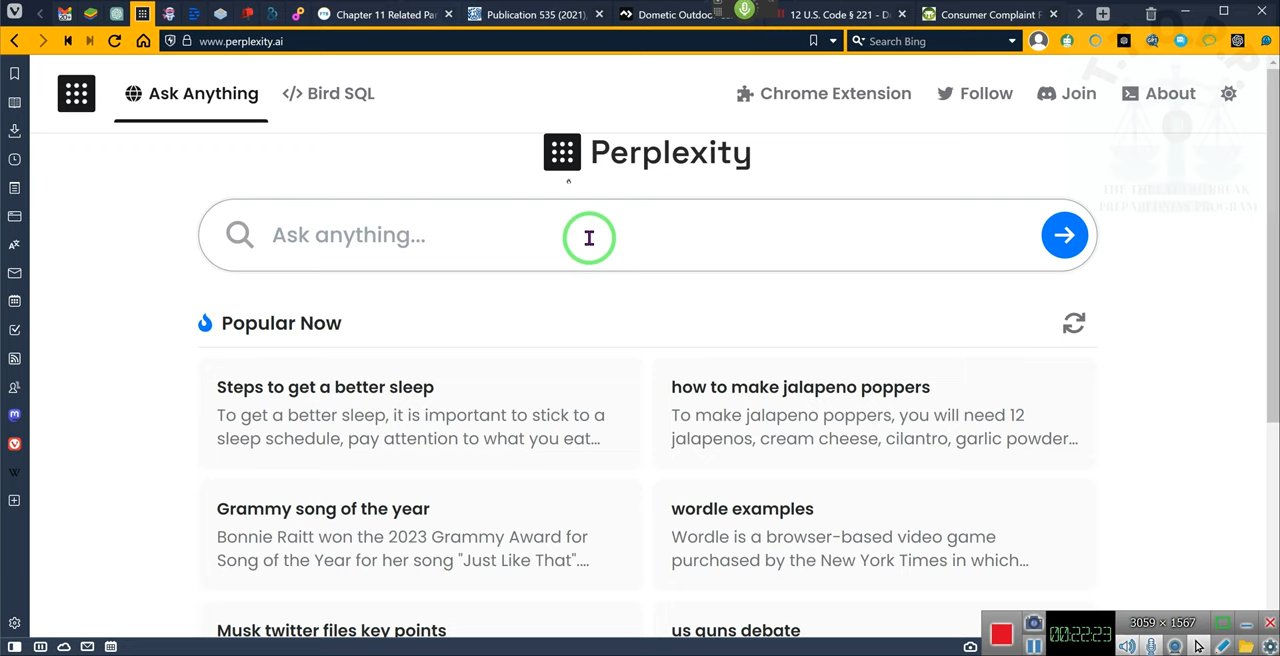 Chapter 11 Related Pa
Publication 535 (2021),
Dometic Outdoo
12 U.S. Code § 221 - D
Consumer Complaint F
www.perplexity.ai
Search Bing
Ask Anything
</> Bird SQL
Chrome Extension
Follow
Join
About
Perplexity
Ask anything...
Popular Now
Steps to get a better sleep
To get a better sleep, it is important to stick to a
sleep schedule, pay attention to what you eat...
how to make jalapeno poppers
To make jalapeno poppers, you will need 12
jalapenos, cream cheese, cilantro, garlic powder...
Grammy song of the year
Bonnie Raitt won the 2023 Grammy Award for
Song of the Year for her song "Just Like That"....
wordle examples
Wordle is a browser-based video game
purchased by the New York Times in which...
Musk twitter files key points
us guns debate
T.T.O.P.P.
THE THREAT OUTBREAK
PREPAREDNESS PROGRAM
3059 × 1567
00:22:23